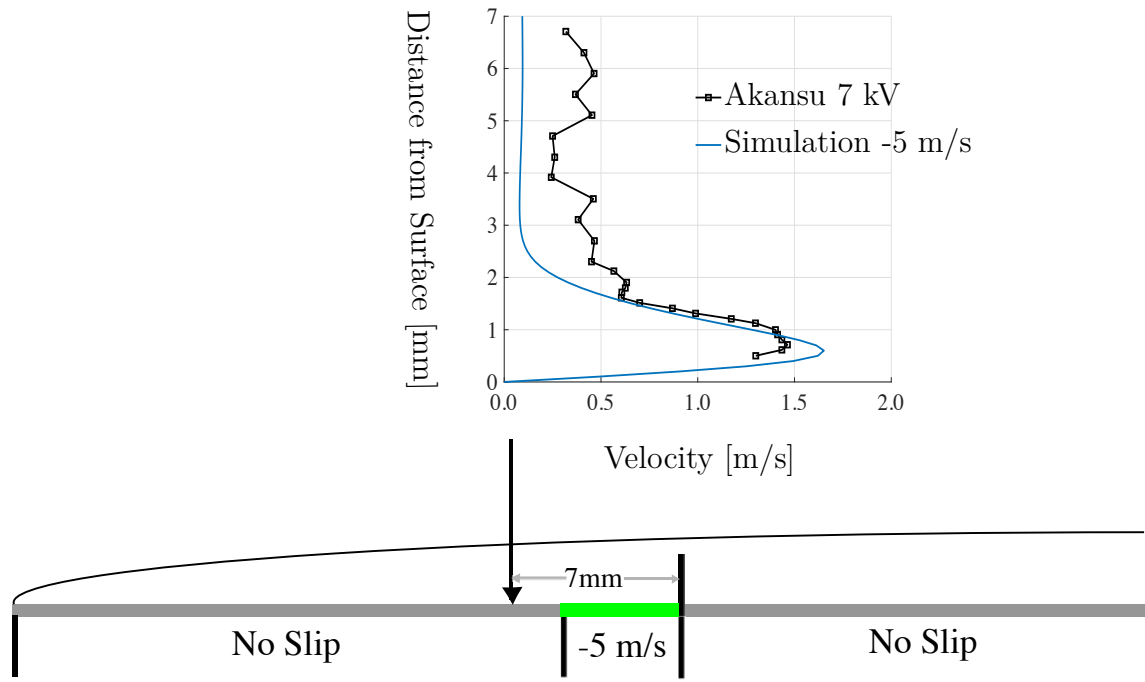 Distance from Surface [mm]
7
6
5
4
3
2
1
0
0.0 0.5 1.0 1.5 2.0
Akansu 7 kV
Simulation -5 m/s
Velocity [m/s]
7mm
No Slip
-5 m/s
No Slip